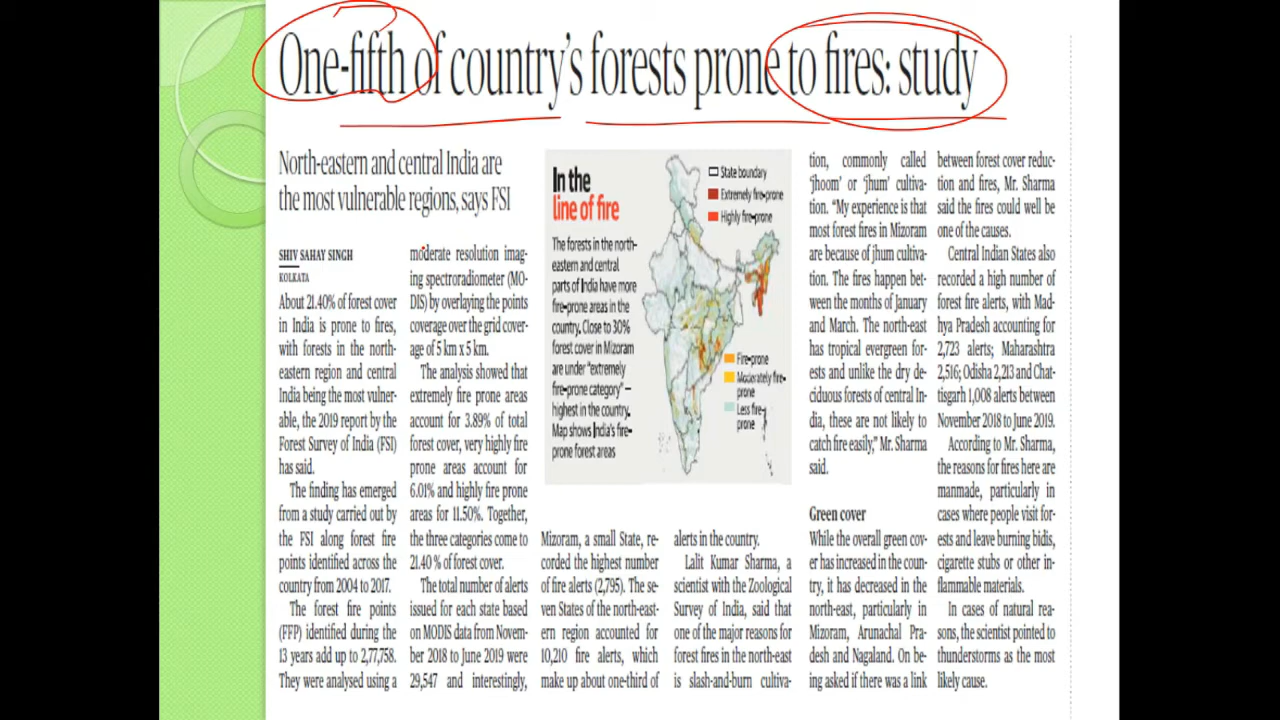 One-fifth of country's forests prone to fires: study
North-eastern and central India are
the most vulnerable regions, says FSI
SHIV SAHAY SINGH
KOLKATA
About 21.40% of forest cover
in India is prone to fires,
with forests in the north-
eastern region and central
India being the most vulner-
able, the 2019 report by the
Forest Survey of India (FSI)
has said.
The finding has emerged
from a study carried out by
the FSI along forest fire
points identified across the
country from 2004 to 2017.
The forest fire points
(FFP) identified during the
13 years add up to 2,77,758.
They were analysed using a
moderate resolution imag-
ing spectroradiometer (MO-
DIS) by overlaying the points
coverage over the grid cover-
age of 5 km x 5 km.
The analysis showed that
extremely fire prone areas
account for 3.89% of total
forest cover, very highly fire
prone areas account for
6.01% and highly fire prone
areas for 11.50%. Together,
the three categories come to
21.40 % of forest cover.
The total number of alerts
issued for each state based
on MODIS data from Novem-
ber 2018 to June 2019 were
29,547 and interestingly,
In the
line of fire
The forests in the north-
eastern and central
parts of India have more
fire-prone areas in the
country. Close to 30%
forest cover in Mizoram
are under "extremely
fire-prone category" —
highest in the country.
Map shows India's fire-
prone forest areas
State boundary
Extremely fire-prone
Highly fire-prone
Fire-prone
Moderately fire-
prone
Less fire-
prone
Mizoram, a small State, re-
corded the highest number
of fire alerts (2,795). The se-
ven States of the north-east-
ern region accounted for
10,210 fire alerts, which
make up about one-third of
alerts in the country.
Lalit Kumar Sharma, a
scientist with the Zoological
Survey of India, said that
one of the major reasons for
forest fires in the north-east
is slash-and-burn cultiva-
tion, commonly called
'jhoom' or 'jhum' cultiva-
tion. "My experience is that
most forest fires in Mizoram
are because of jhum cultiva-
tion. The fires happen bet-
ween the months of January
and March. The north-east
has tropical evergreen for-
ests and unlike the dry de-
ciduous forests of central In-
dia, these are not likely to
catch fire easily," Mr. Sharma
said.
Green cover
While the overall green cov-
er has increased in the coun-
try, it has decreased in the
north-east, particularly in
Mizoram, Arunachal Pra-
desh and Nagaland. On be-
ing asked if there was a link
between forest cover reduc-
tion and fires, Mr. Sharma
said the fires could well be
one of the causes.
Central Indian States also
recorded a high number of
forest fire alerts, with Mad-
hya Pradesh accounting for
2,723 alerts; Maharashtra
2,516; Odisha 2,213 and Chat-
tisgarh 1,008 alerts between
November 2018 to June 2019.
According to Mr. Sharma,
the reasons for fires here are
manmade, particularly in
cases where people visit for-
ests and leave burning bidis,
cigarette stubs or other in-
flammable materials.
In cases of natural rea-
sons, the scientist pointed to
thunderstorms as the most
likely cause.